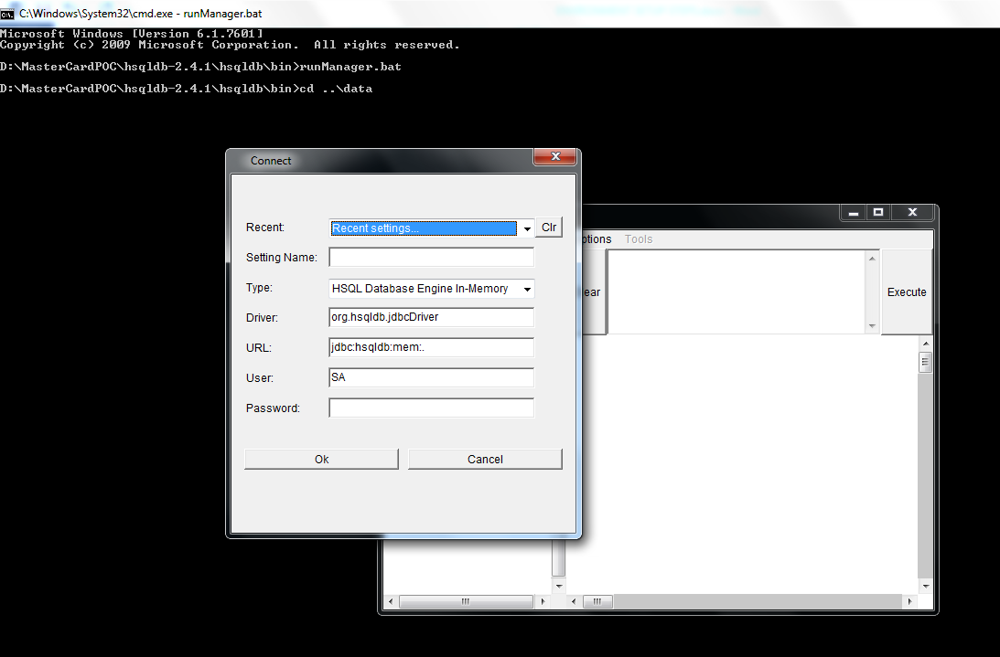 C:\Windows\System32\cmd.exe - runManager.bat
Microsoft Windows [Version 6.1.7601]
Copyright (c) 2009 Microsoft Corporation.  All rights reserved.
D:\MasterCardPOC\hsqldb-2.4.1\hsqldb\bin>runManager.bat
D:\MasterCardPOC\hsqldb-2.4.1\hsqldb\bin>cd ..\data
Connect
Recent: Recent settings... Clr
Setting Name:
Type: HSQL Database Engine In-Memory
Driver: org.hsqldb.jdbcDriver
URL: jdbc:hsqldb:mem:.
User: SA
Password:
Ok Cancel
ptions Tools
ear Execute